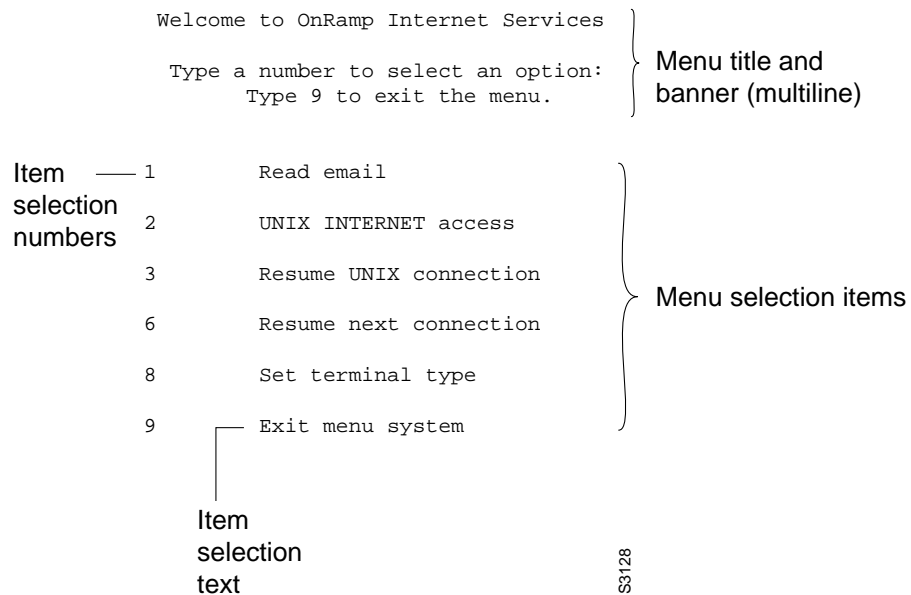 Welcome to OnRamp Internet Services
Type a number to select an option:
Type 9 to exit the menu.
Menu title and
banner (multiline)
Item
selection
numbers
1 Read email
2 UNIX INTERNET access
3 Resume UNIX connection
6 Resume next connection
8 Set terminal type
9 Exit menu system
Menu selection items
Item
selection
text
S3128